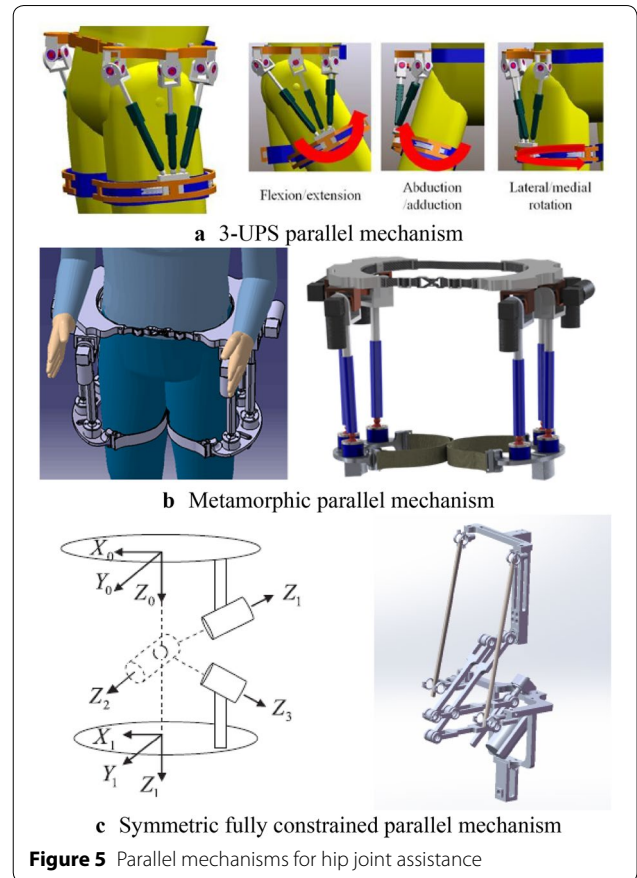 Flexion/extension
Abduction
/adduction
Lateral/medial
rotation
a 3-UPS parallel mechanism
b Metamorphic parallel mechanism
X₀
Y₀
Z₀
Z₁
Z₂
Z₃
X₁
Y₁
Z₁
c Symmetric fully constrained parallel mechanism
Figure 5 Parallel mechanisms for hip joint assistance